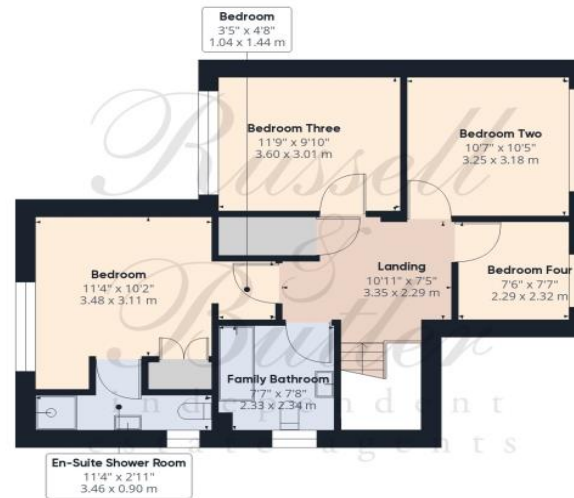 Bedroom
3'5" x 4'8"
1.04 x 1.44 m
Bedroom Three
11'9" x 9'10"
3.60 x 3.01 m
Bedroom Two
10'7" x 10'5"
3.25 x 3.18 m
Bedroom
11'4" x 10'2"
3.48 x 3.11 m
Landing
10'11" x 7'5"
3.35 x 2.29 m
Bedroom Four
7'6" x 7'7"
2.29 x 2.32 m
Family Bathroom
7'7" x 7'8"
2.33 x 2.34 m
En-Suite Shower Room
11'4" x 2'11"
3.46 x 0.90 m
Russell
&
Butler
independent
estate agents